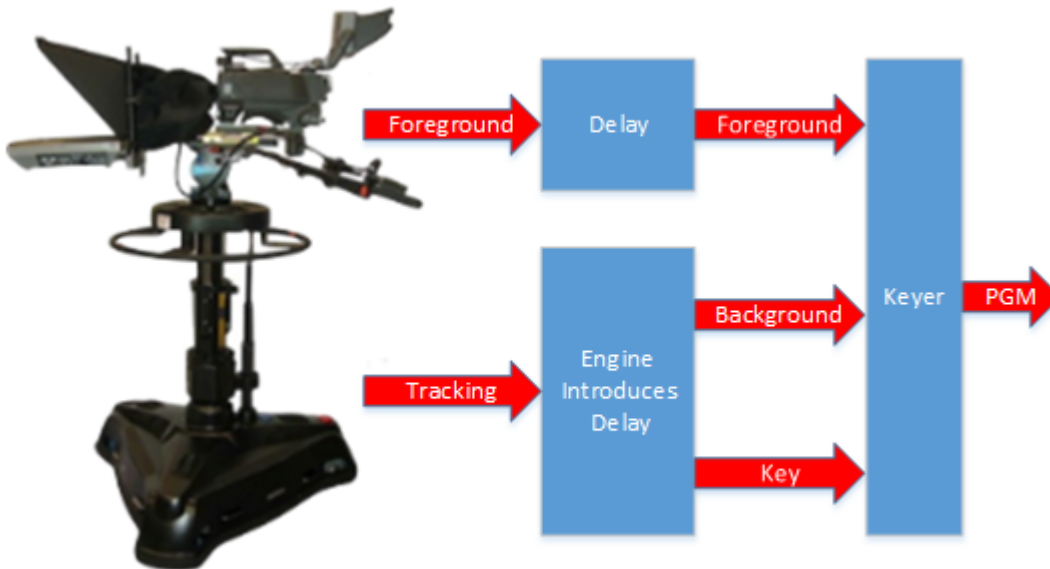 Foreground
Delay
Foreground
Background
Keyer
PGM
Tracking
Engine
Introduces
Delay
Key